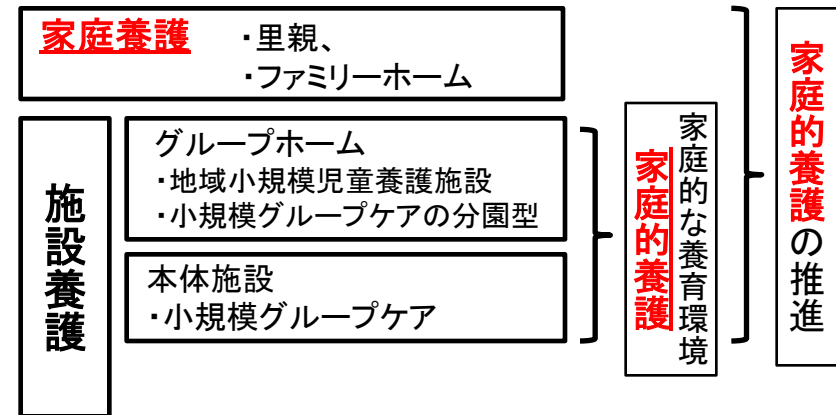 家庭養護 ・里親、
・ファミリーホーム
施設養護
グループホーム
・地域小規模児童養護施設
・小規模グループケアの分園型
本体施設
・小規模グループケア
家庭的な養育環境
家庭的養護
家庭的養護の推進